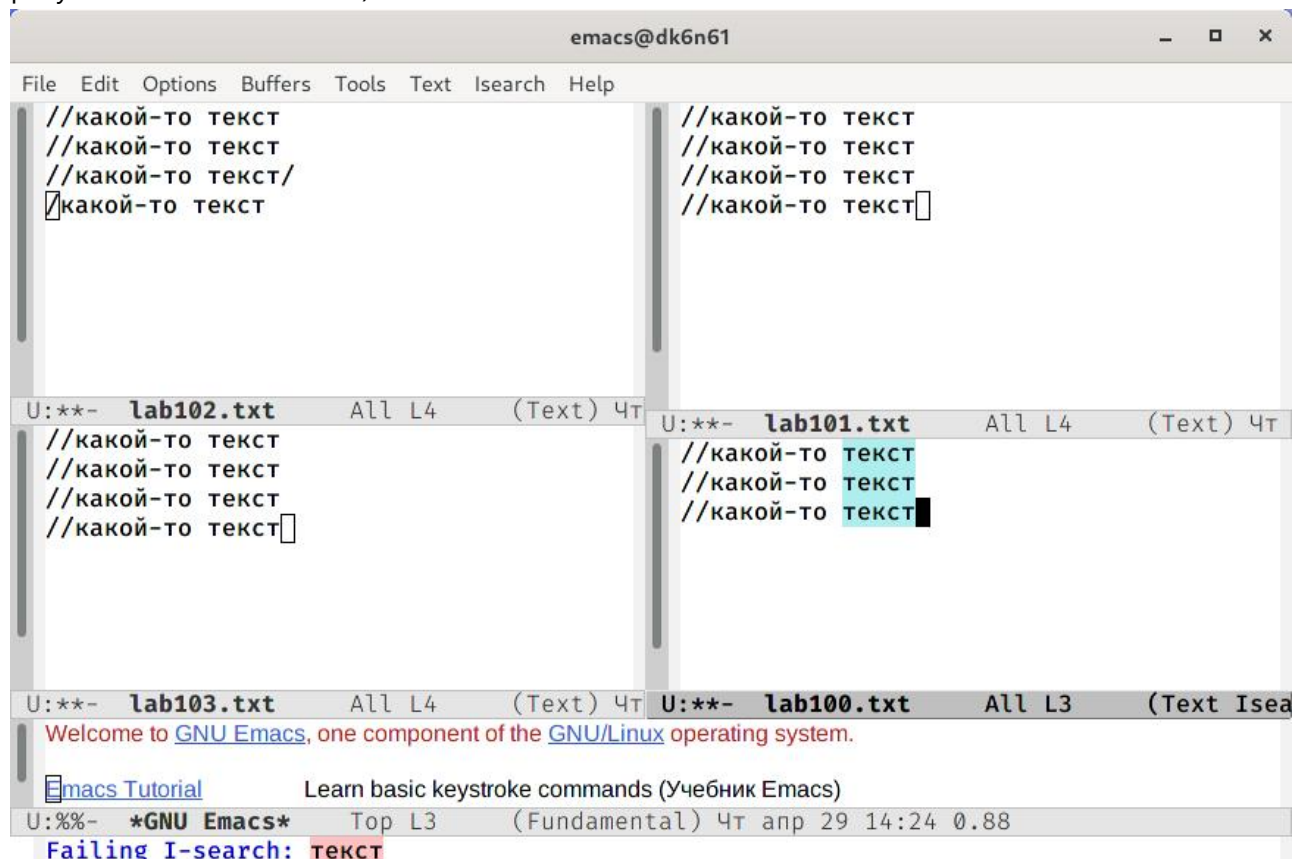 emacs@dk6n61
File Edit Options Buffers Tools Text Isearch Help
//какой-то текст
//какой-то текст
//какой-то текст/
/какой-то текст
U:**- lab102.txt All L4 (Text) Чт
//какой-то текст
//какой-то текст
//какой-то текст
//какой-то текст
U:**- lab101.txt All L4 (Text) Чт
//какой-то текст
//какой-то текст
//какой-то текст
//какой-то текст
U:**- lab103.txt All L4 (Text) Чт
//какой-то текст
//какой-то текст
//какой-то текст
U:**- lab100.txt All L3 (Text Isea
Welcome to GNU Emacs, one component of the GNU/Linux operating system.
Emacs Tutorial Learn basic keystroke commands (Учебник Emacs)
U:%%- *GNU Emacs* Top L3 (Fundamental) Чт апр 29 14:24 0.88
Failing I-search: текст